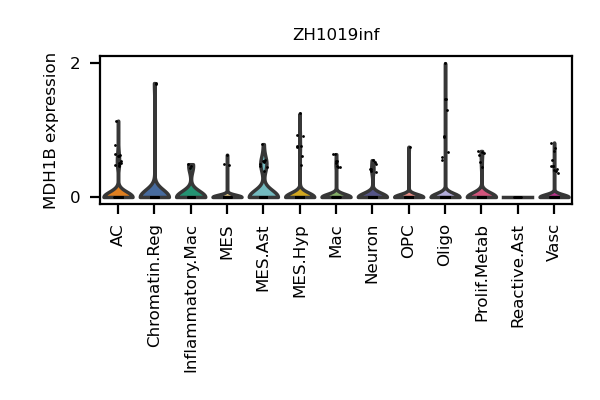 ZH1019inf
MDH1B expression
2
0
AC
Chromatin.Reg
Inflammatory.Mac
MES
MES.Ast
MES.Hyp
Mac
Neuron
OPC
Oligo
Prolif.Metab
Reactive.Ast
Vasc